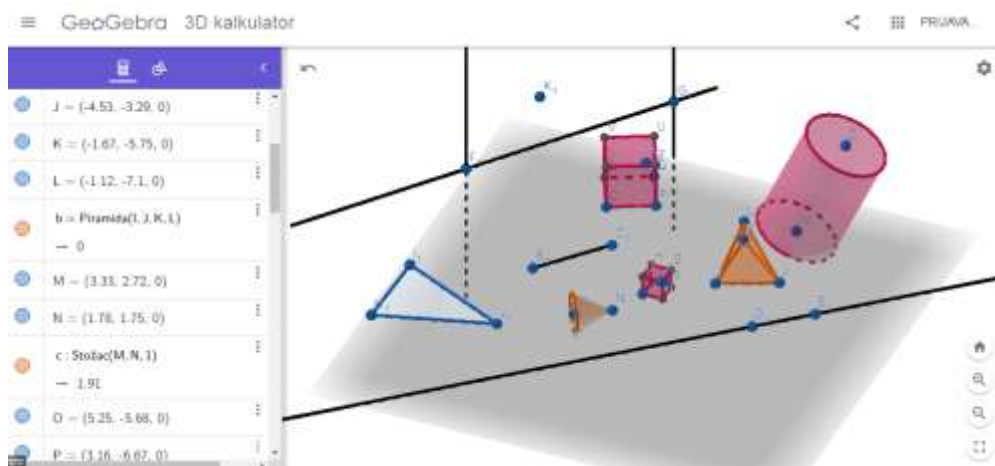 GeoGebra 3D kalkulator
PRIJAVA...
J = (-4.53, -3.29, 0)
K = (-1.67, -5.75, 0)
L = (-1.12, -7.1, 0)
b = Piramida(I, J, K, L)
→ 0
M = (3.33, 2.72, 0)
N = (1.78, 1.75, 0)
c : Stožac(M, N, 1)
→ 1.91
O = (5.25, -5.68, 0)
P = (3.16, -6.67, 0)
K₁
U
N